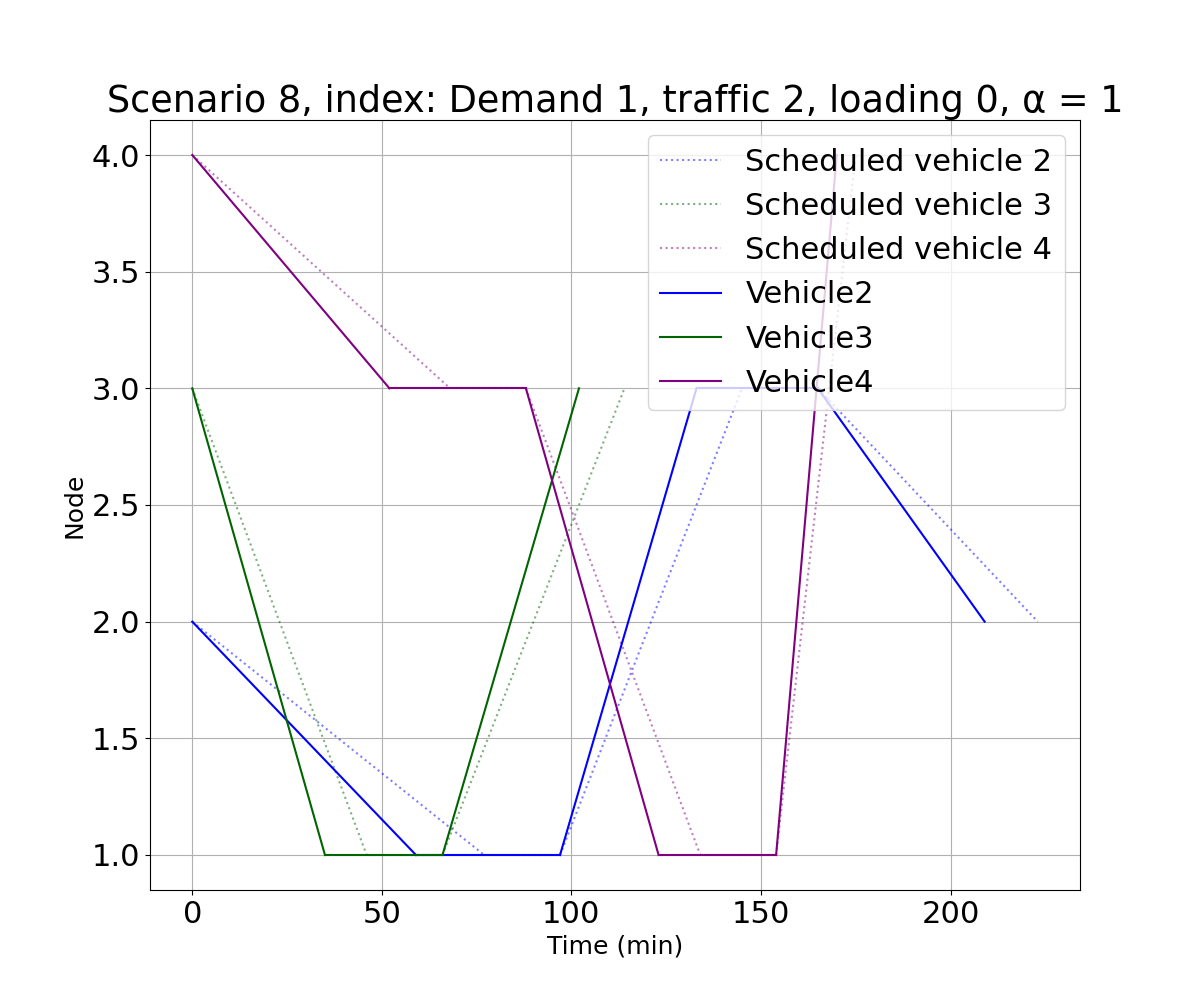 Scenario 8, index: Demand 1, traffic 2, loading 0, α = 1
4.0
3.5
3.0
2.5
2.0
1.5
1.0
Node
Scheduled vehicle 2
Scheduled vehicle 3
Scheduled vehicle 4
Vehicle2
Vehicle3
Vehicle4
0 50 100 150 200
Time (min)